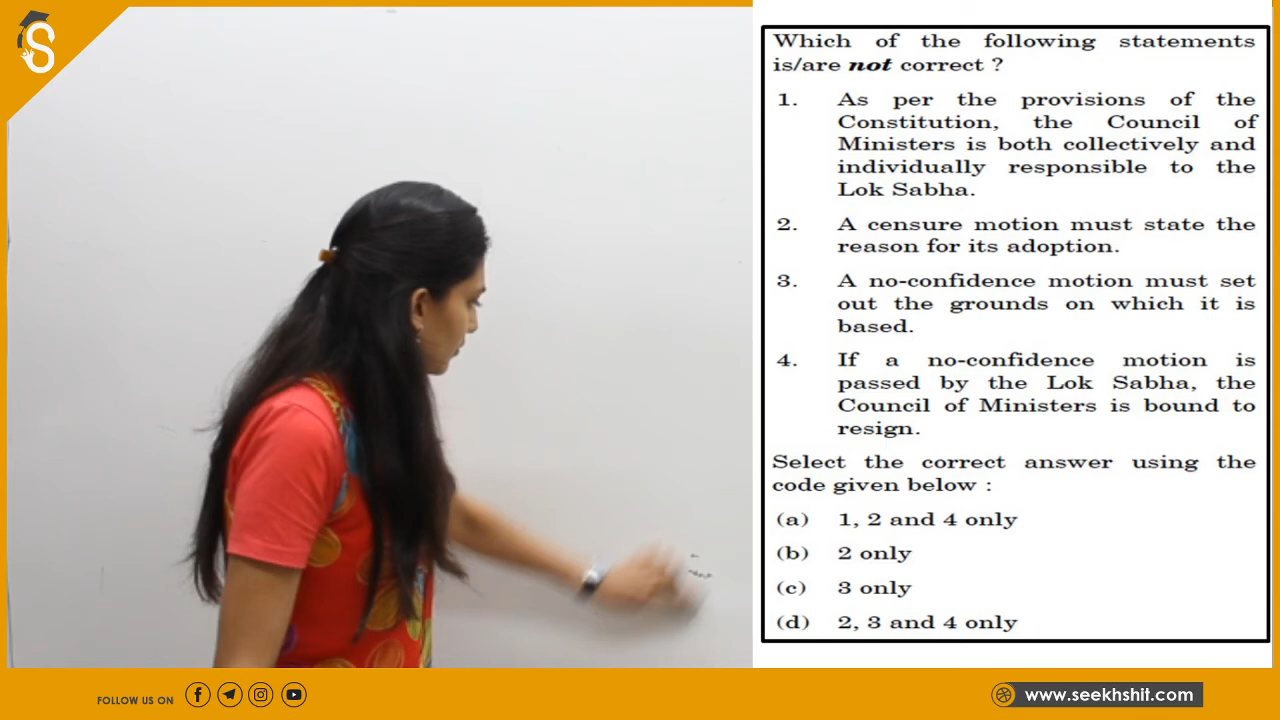 S
Which of the following statements
is/are not correct ?
1. As per the provisions of the
Constitution, the Council of
Ministers is both collectively and
individually responsible to the
Lok Sabha.
2. A censure motion must state the
reason for its adoption.
3. A no-confidence motion must set
out the grounds on which it is
based.
4. If a no-confidence motion is
passed by the Lok Sabha, the
Council of Ministers is bound to
resign.
Select the correct answer using the
code given below :
(a) 1, 2 and 4 only
(b) 2 only
(c) 3 only
(d) 2, 3 and 4 only
FOLLOW US ON
www.seekhshit.com